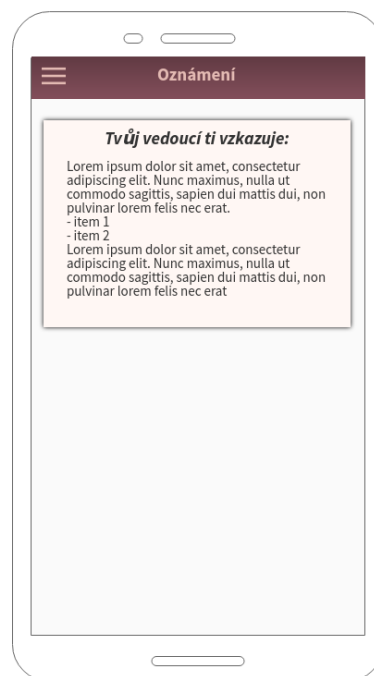 Oznámení
Tvůj vedoucí ti vzkazuje:
Lorem ipsum dolor sit amet, consectetur
adipiscing elit. Nunc maximus, nulla ut
commodo sagittis, sapien dui mattis dui, non
pulvinar lorem felis nec erat.
- item 1
- item 2
Lorem ipsum dolor sit amet, consectetur
adipiscing elit. Nunc maximus, nulla ut
commodo sagittis, sapien dui mattis dui, non
pulvinar lorem felis nec erat